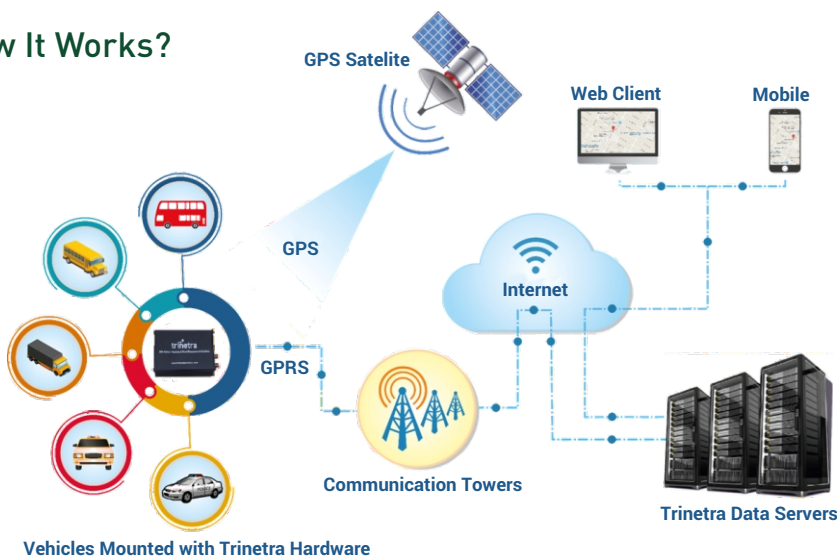 w It Works?
GPS Satelite
Web Client
Mobile
GPS
Internet
trinetra
GPRS
Communication Towers
Trinetra Data Servers
Vehicles Mounted with Trinetra Hardware